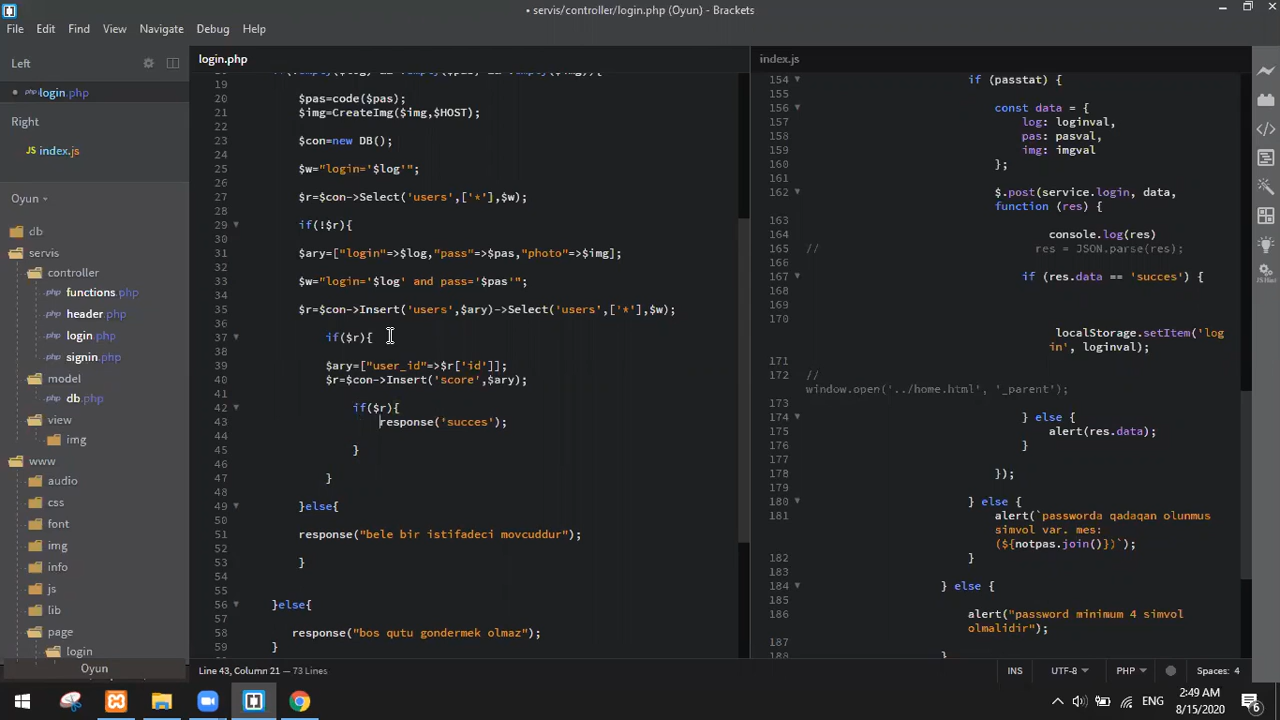 • servis/controller/login.php (Oyun) - Brackets
File Edit Find View Navigate Debug Help
Left
• login.php
Right
index.js
Oyun
db
servis
controller
functions.php
header.php
login.php
signin.php
model
db.php
view
img
www
audio
css
font
img
info
js
lib
page
login
Oyun
login.php
19
20 $pas=code($pas);
21 $img=CreateImg($img,$HOST);
22
23 $con=new DB();
24
25 $w="login='$log'";
26
27 $r=$con->Select('users',['*'],$w);
28
29 if(!$r){
30
31 $ary=["login"=>$log,"pass"=>$pas,"photo"=>$img];
32
33 $w="login='$log' and pass='$pas'";
34
35 $r=$con->Insert('users',$ary)->Select('users',['*'],$w);
36
37 if($r){
38
39 $ary=["user_id"=>$r['id']];
40 $r=$con->Insert('score',$ary);
41
42 if($r){
43 response('succes');
44
45 }
46
47 }
48
49 }else{
50
51 response("bele bir istifadeci movcuddur");
52
53 }
54
55
56 }else{
57
58 response("bos qutu gondermek olmaz");
59 }
index.js
154 if (passtat) {
155
156 const data = {
157 log: loginval,
158 pas: pasval,
159 img: imgval
160 };
161
162 $.post(service.login, data,
function (res) {
163
164 console.log(res)
165 // res = JSON.parse(res);
166
167 if (res.data == 'succes') {
168
169
170 localStorage.setItem('log
in', loginval);
171
172 //
window.open('../home.html', '_parent');
173
174 } else {
175 alert(res.data);
176 }
177
178 });
179
180 } else {
181 alert(`passworda qadaqan olunmus
simvol var. mes:
(${notpas.join()})`);
182 }
183
184 } else {
185
186 alert("password minimum 4 simvol
olmalidir");
187
188 }
Line 43, Column 21 — 73 Lines
INS UTF-8 PHP Spaces: 4
ENG
2:49 AM
8/15/2020
6